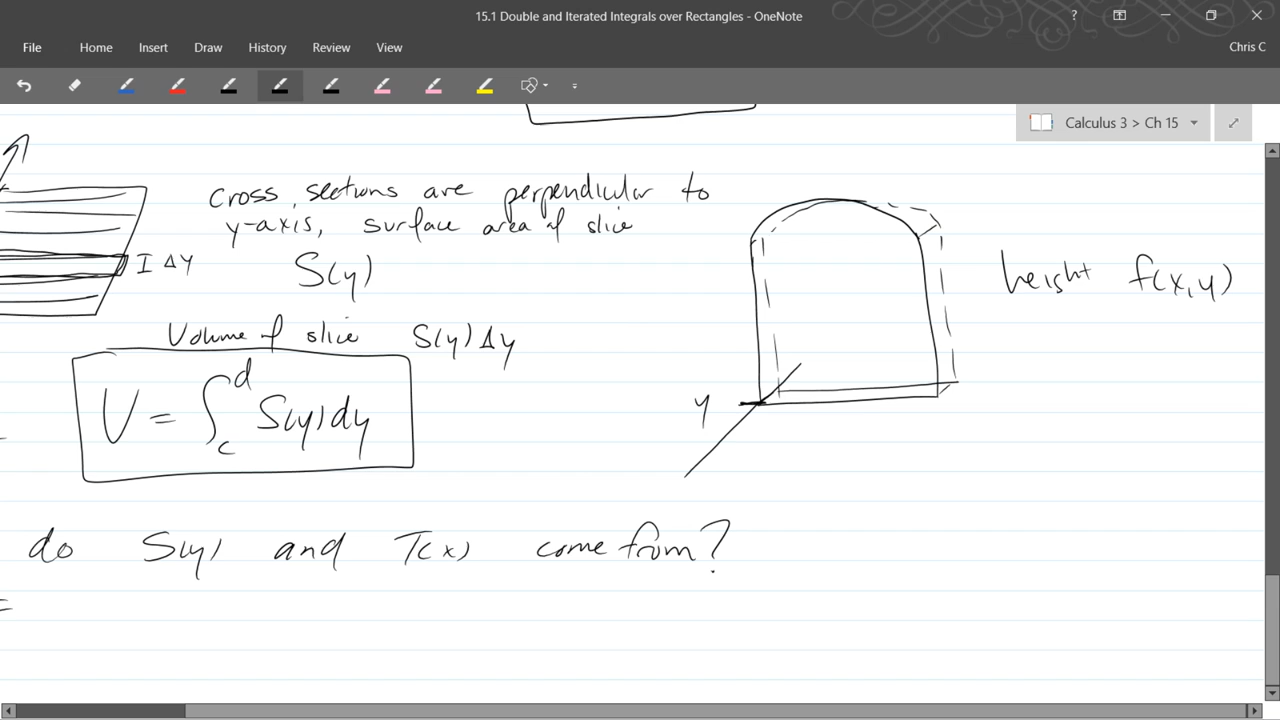 15.1 Double and Iterated Integrals over Rectangles - OneNote
?
File Home Insert Draw History Review View
Chris C
Calculus 3 > Ch 15
Cross sections are perpendicular to
y-axis, surface area of slice
I ΔY S(y)
height f(x,y)
Volume of slice S(y) Δy
V = ∫_c^d S(y)dy
y
do S(y) and T(x) come from?
=